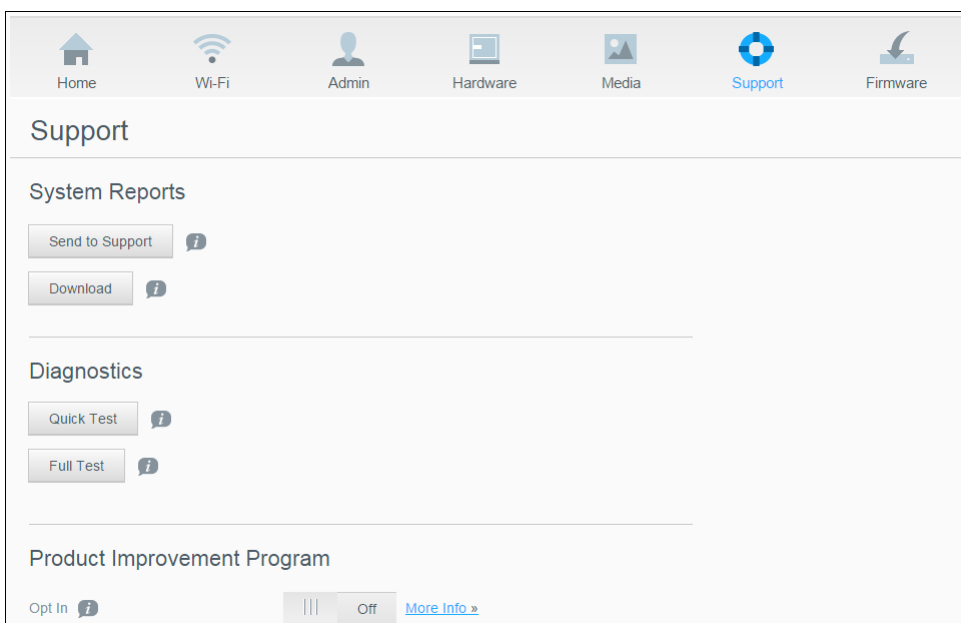 Home Wi-Fi Admin Hardware Media Support Firmware
Support
System Reports
Send to Support
Download
Diagnostics
Quick Test
Full Test
Product Improvement Program
Opt In Off More Info »